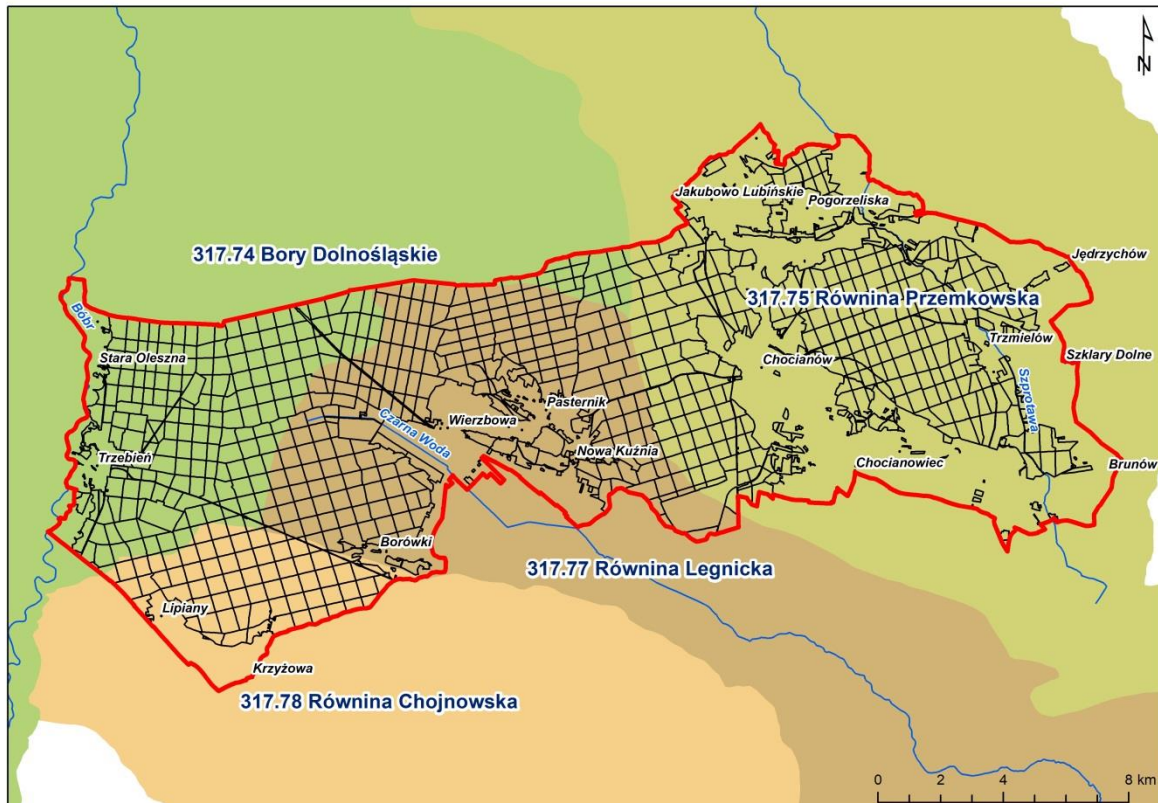 N
Jakubowo Lubińskie
Pogorzeliska
317.74 Bory Dolnośląskie
Jędrzychów
Bóbr
317.75 Równina Przemkowska
Trzmielów
Stara Oleszna
Chocianów
Szklary Dolne
Szprotawa
Pasternik
Czarna Woda
Wierzbowa
Nowa Kuźnia
Trzebień
Chocianowiec
Brunów
Borówki
317.77 Równina Legnicka
Lipiany
Krzyżowa
317.78 Równina Chojnowska
0 2 4 8 km